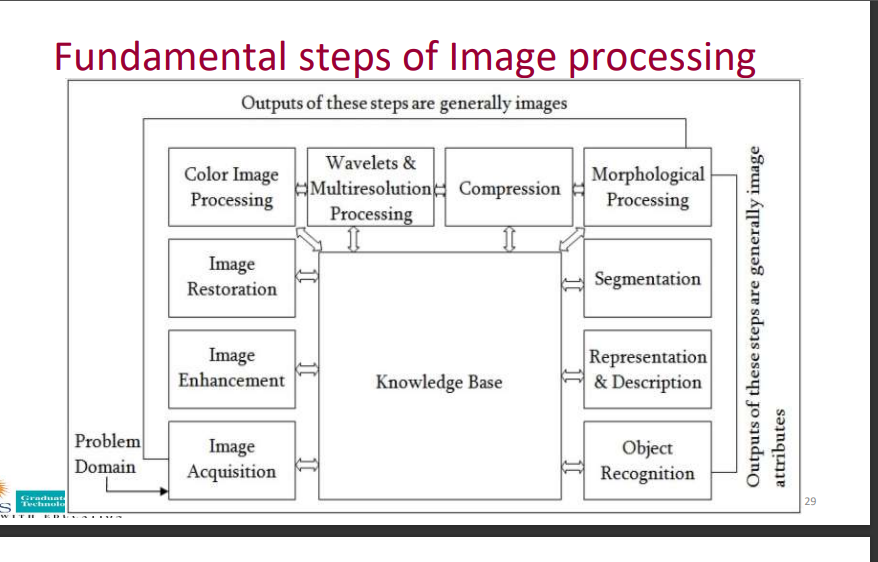 Fundamental steps of Image processing
Outputs of these steps are generally images
Color Image
Processing
Wavelets &
Multiresolution
Processing
Compression
Morphological
Processing
Image
Restoration
Segmentation
Image
Enhancement
Knowledge Base
Representation
& Description
Problem
Domain
Image
Acquisition
Object
Recognition
Outputs of these steps are generally image
attributes
29